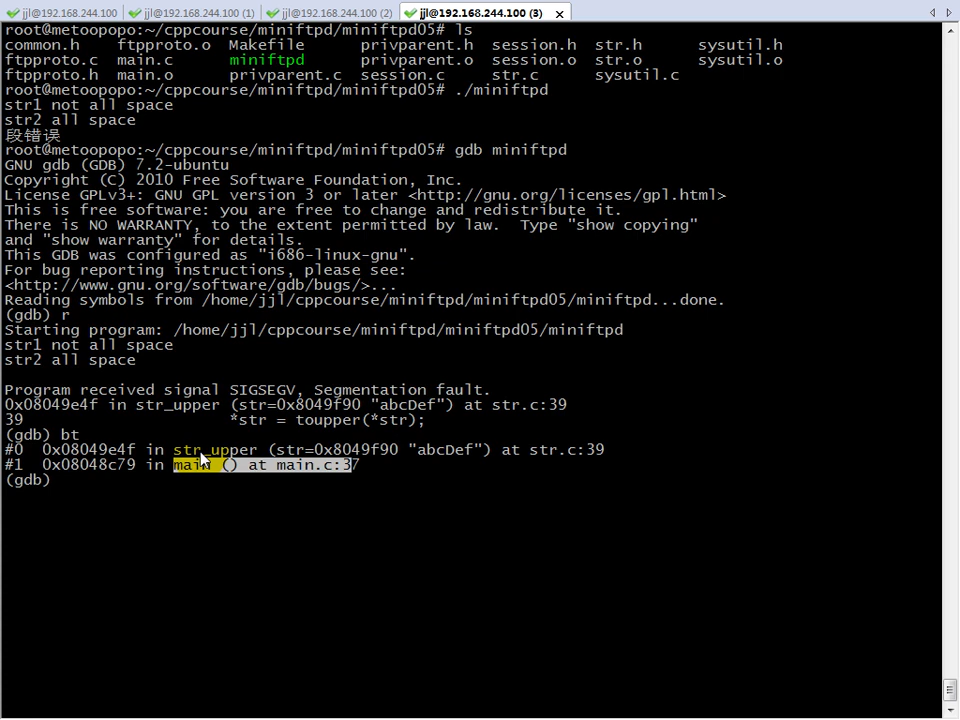 jjl@192.168.244.100 jjl@192.168.244.100 (1) jjl@192.168.244.100 (2) jjl@192.168.244.100 (3)
root@metoopopo:~/cppcourse/miniftpd/miniftpd05# ls
common.h ftpproto.o Makefile privparent.h session.h str.h sysutil.h
ftpproto.c main.c miniftpd privparent.o session.o str.o sysutil.o
ftpproto.h main.o privparent.c session.c str.c sysutil.c
root@metoopopo:~/cppcourse/miniftpd/miniftpd05# ./miniftpd
str1 not all space
str2 all space
段错误
root@metoopopo:~/cppcourse/miniftpd/miniftpd05# gdb miniftpd
GNU gdb (GDB) 7.2-ubuntu
Copyright (C) 2010 Free Software Foundation, Inc.
License GPLv3+: GNU GPL version 3 or later <http://gnu.org/licenses/gpl.html>
This is free software: you are free to change and redistribute it.
There is NO WARRANTY, to the extent permitted by law.  Type "show copying"
and "show warranty" for details.
This GDB was configured as "i686-linux-gnu".
For bug reporting instructions, please see:
<http://www.gnu.org/software/gdb/bugs/>...
Reading symbols from /home/jjl/cppcourse/miniftpd/miniftpd05/miniftpd...done.
(gdb) r
Starting program: /home/jjl/cppcourse/miniftpd/miniftpd05/miniftpd
str1 not all space
str2 all space
Program received signal SIGSEGV, Segmentation fault.
0x08049e4f in str_upper (str=0x8049f90 "abcDef") at str.c:39
39 *str = toupper(*str);
(gdb) bt
#0 0x08049e4f in str_upper (str=0x8049f90 "abcDef") at str.c:39
#1 0x08048c79 in main () at main.c:37
(gdb)